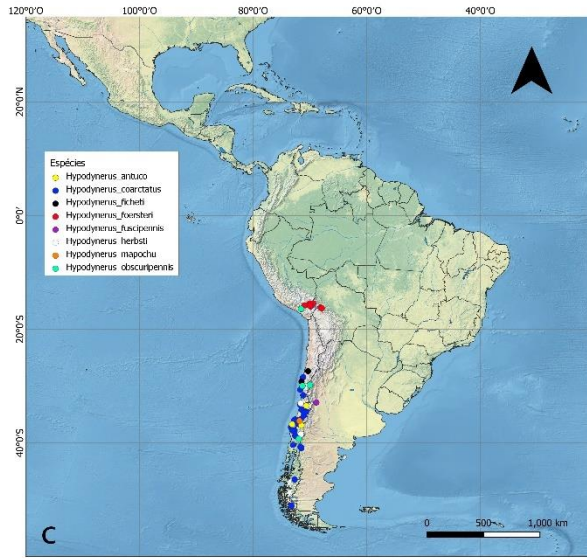 120°0'W 100°0'W 80°0'W 60°0'W 40°0'W
20°0'N
0°0'
20°0'S
40°0'S
Espécies
Hypodynerus_antuco
Hypodynerus_coarctatus
Hypodynerus_ficheti
Hypodynerus_foersteri
Hypodynerus_fuscipennis
Hypodynerus_herbsti
Hypodynerus_mapochu
Hypodynerus_obscuripennis
C
0 500 1,000 km